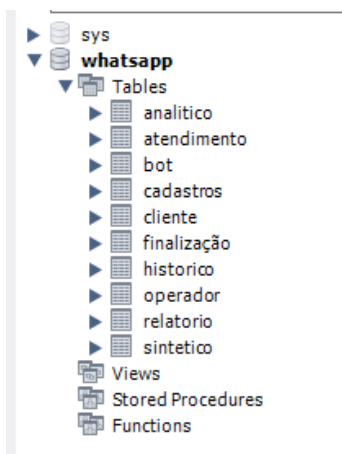 sys
whatsapp
Tables
analitico
atendimento
bot
cadastros
cliente
finalização
historico
operador
relatorio
sintetico
Views
Stored Procedures
Functions